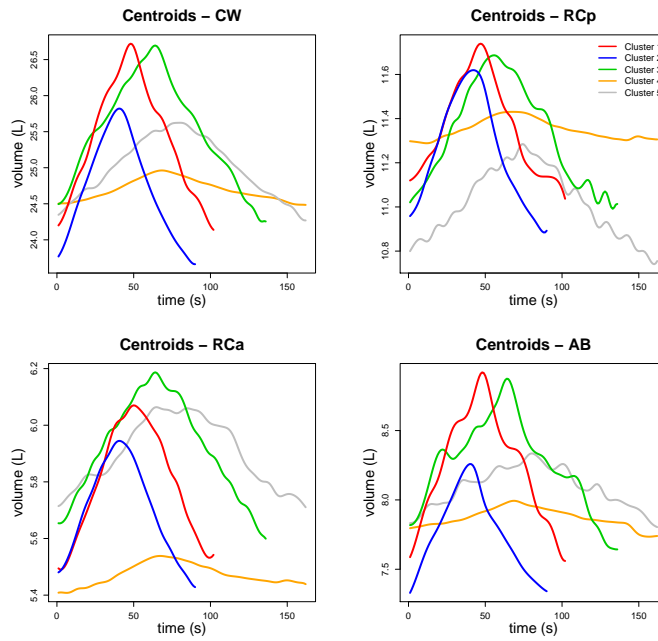 Centroids – CW
volume (L)
26.5
26.0
25.5
25.0
24.5
24.0
0
50
100
150
time (s)
Centroids – RCp
volume (L)
11.6
11.4
11.2
11.0
10.8
Cluster
Cluster
Cluster
Cluster
Cluster
0
50
100
150
time (s)
Centroids – RCa
volume (L)
6.2
6.0
5.8
5.6
5.4
0
50
100
150
time (s)
Centroids – AB
volume (L)
8.5
8.0
7.5
0
50
100
150
time (s)